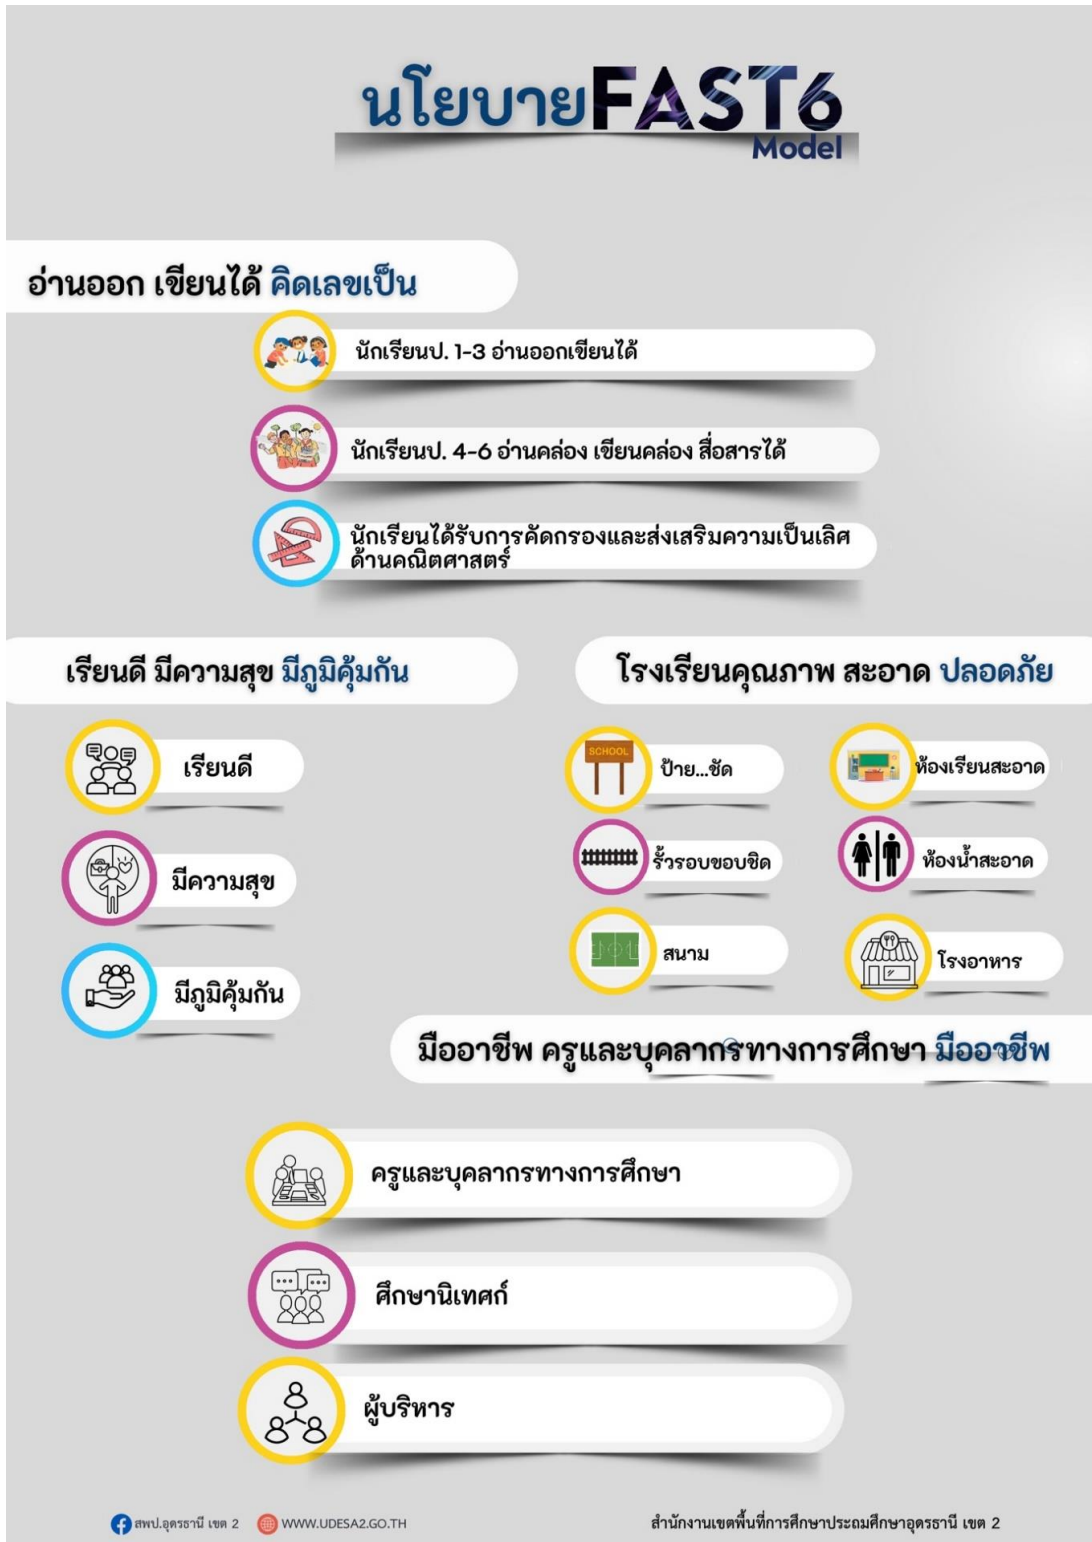 นโยบายFAST6
Model
อ่านออก เขียนได้ คิดเลขเป็น
นักเรียนป. 1-3 อ่านออกเขียนได้
นักเรียนป. 4-6 อ่านคล่อง เขียนคล่อง สื่อสารได้
นักเรียนได้รับการคัดกรองและส่งเสริมความเป็นเลิศ
ด้านคณิตศาสตร์
เรียนดี มีความสุข มีภูมิคุ้มกัน
เรียนดี
มีความสุข
มีภูมิคุ้มกัน
โรงเรียนคุณภาพ สะอาด ปลอดภัย
SCHOOL
ป้าย...ชัด
ห้องเรียนสะอาด
รั้วรอบขอบชิด
ห้องน้ำสะอาด
สนาม
โรงอาหาร
มืออาชีพ ครูและบุคลากรทางการศึกษา มืออาชีพ
ครูและบุคลากรทางการศึกษา
ศึกษานิเทศก์
ผู้บริหาร
สพป.อุดรธานี เขต 2
WWW.UDESA2.GO.TH
สำนักงานเขตพื้นที่การศึกษาประถมศึกษาอุดรธานี เขต 2